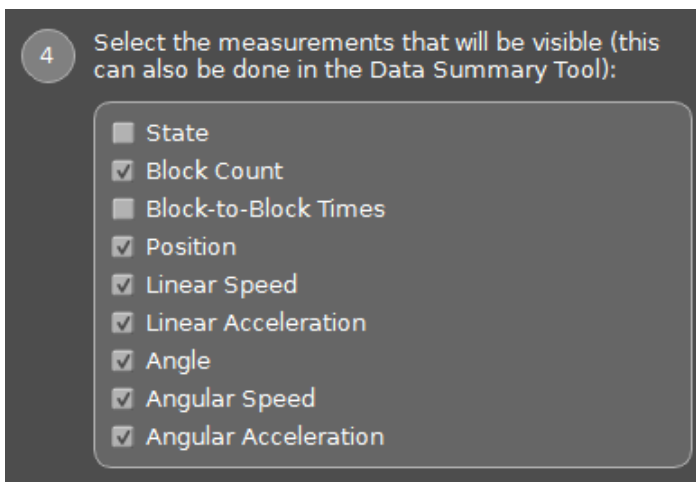 4
Select the measurements that will be visible (this
can also be done in the Data Summary Tool):
State
Block Count
Block-to-Block Times
Position
Linear Speed
Linear Acceleration
Angle
Angular Speed
Angular Acceleration